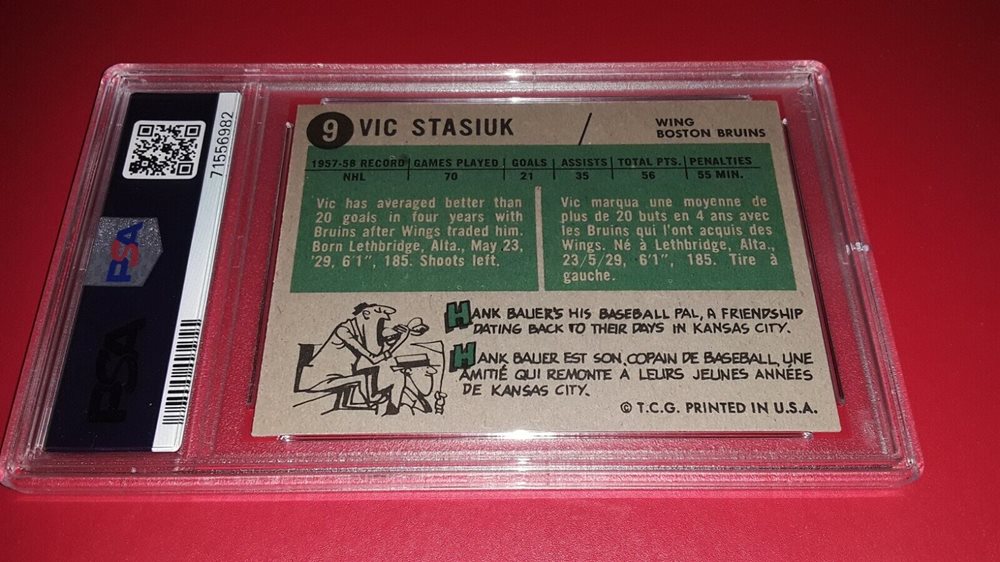 PSA
PSA
71556982
9 VIC STASIUK / WING
BOSTON BRUINS
1957-58 RECORD GAMES PLAYED GOALS ASSISTS TOTAL PTS. PENALTIES
NHL 70 21 35 56 55 MIN.
Vic has averaged better than
20 goals in four years with
Bruins after Wings traded him.
Born Lethbridge, Alta., May 23,
'29, 6'1", 185. Shoots left.
Vic marqua une moyenne de
plus de 20 buts en 4 ans avec
les Bruins qui l'ont acquis des
Wings. Né à Lethbridge, Alta.,
23/5/29, 6'1", 185. Tire à
gauche.
HANK BAUER'S HIS BASEBALL PAL, A FRIENDSHIP
DATING BACK TO THEIR DAYS IN KANSAS CITY.
HANK BAUER EST SON COPAIN DE BASEBALL, UNE
AMITIÉ QUI REMONTE A LEURS JEUNES ANNÉES
DE KANSAS CITY.
© T.C.G. PRINTED IN U.S.A.